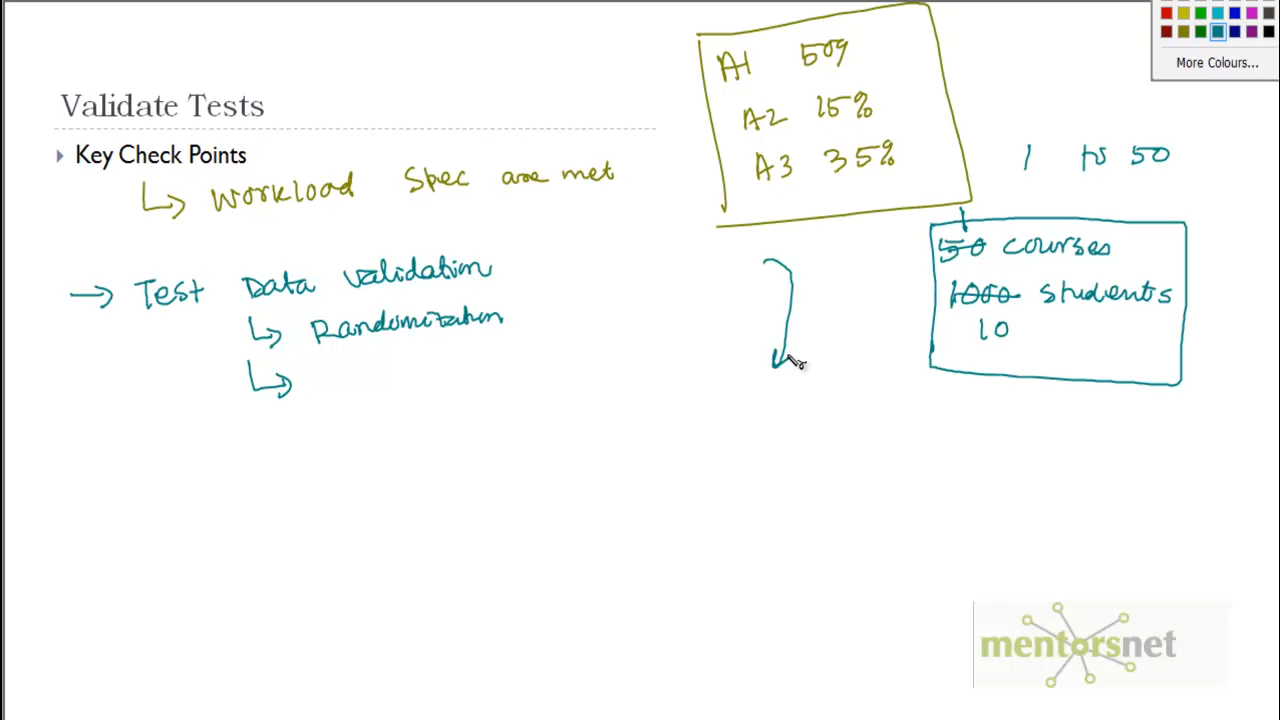 Validate Tests
Key Check Points
Workload Spec are met
Test Data validation
Randomization
A1 50%
A2 15%
A3 35%
1 to 50
1
50 courses
1000 students
10
More Colours...
mentorsnet